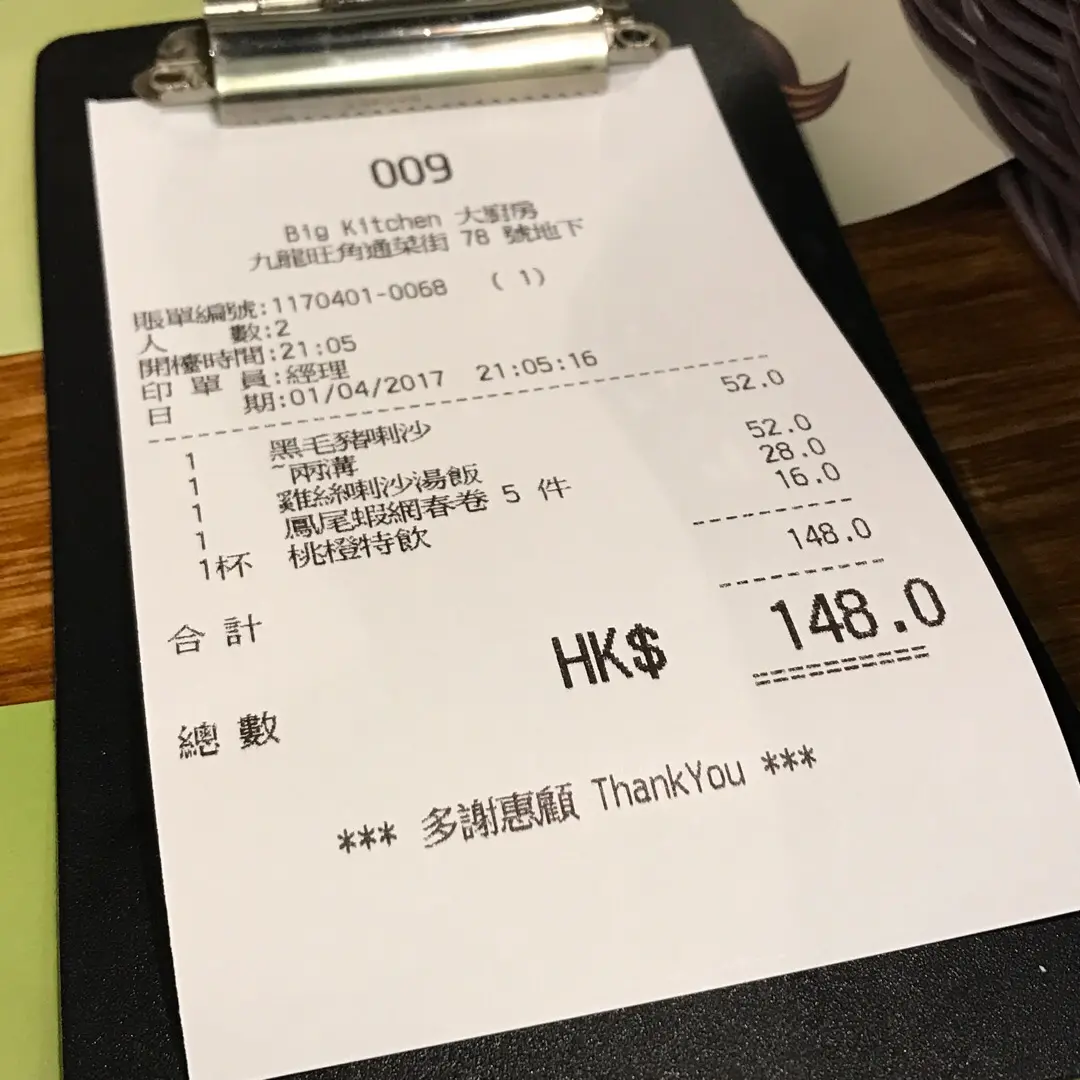 009
Big Kitchen 大廚房
九龍旺角通菜街 78 號地下
賬單編號:1170401-0068 ( 1)
人 數:2
開檯時間:21:05
印 單 員:經理
日 期:01/04/2017 21:05:16
1 黑毛豬喇沙 52.0
1 ~兩溝
1 雞絲喇沙湯飯 52.0
1 鳳尾蝦網春卷 5 件 28.0
1杯 桃橙特飲 16.0
合 計 148.0
總 數 HK$ 148.0
*** 多謝惠顧 ThankYou ***